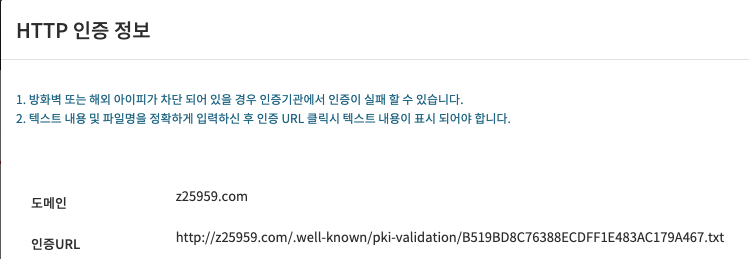 HTTP 인증 정보
1. 방화벽 또는 해외 아이피가 차단 되어 있을 경우 인증기관에서 인증이 실패 할 수 있습니다.
2. 텍스트 내용 및 파일명을 정확하게 입력하신 후 인증 URL 클릭시 텍스트 내용이 표시 되어야 합니다.
도메인 z25959.com
인증URL http://z25959.com/.well-known/pki-validation/B519BD8C76388ECDFF1E483AC179A467.txt